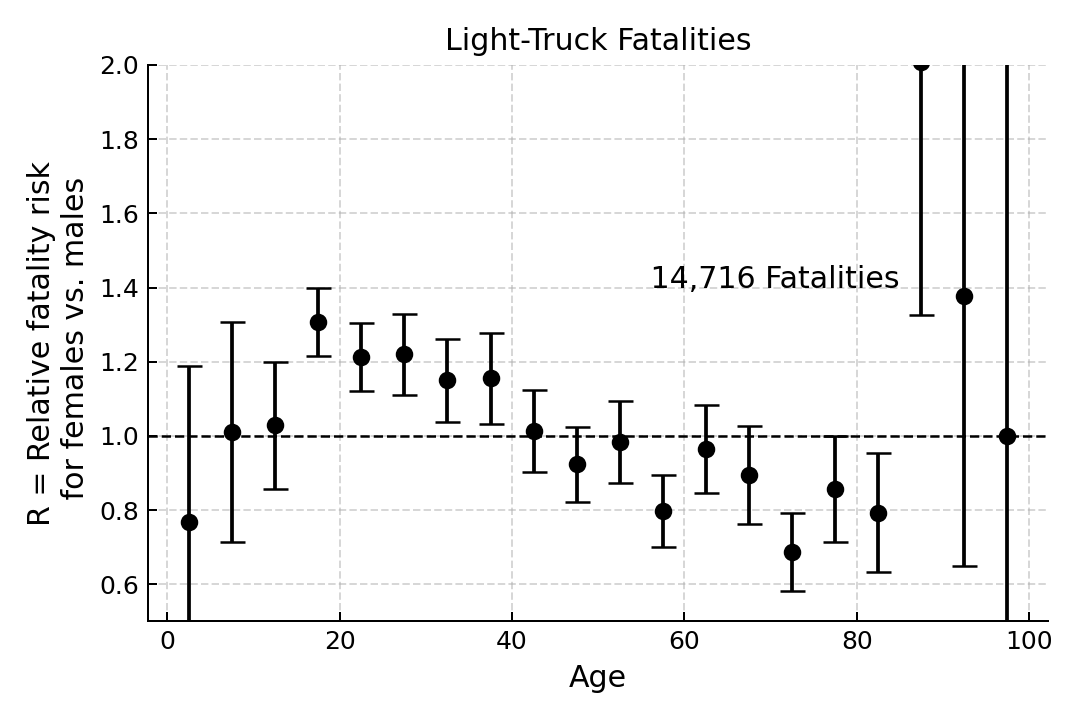 Light-Truck Fatalities
R = Relative fatality risk
for females vs. males
2.0
1.8
1.6
1.4
1.2
1.0
0.8
0.6
14,716 Fatalities
0 20 40 60 80 100
Age